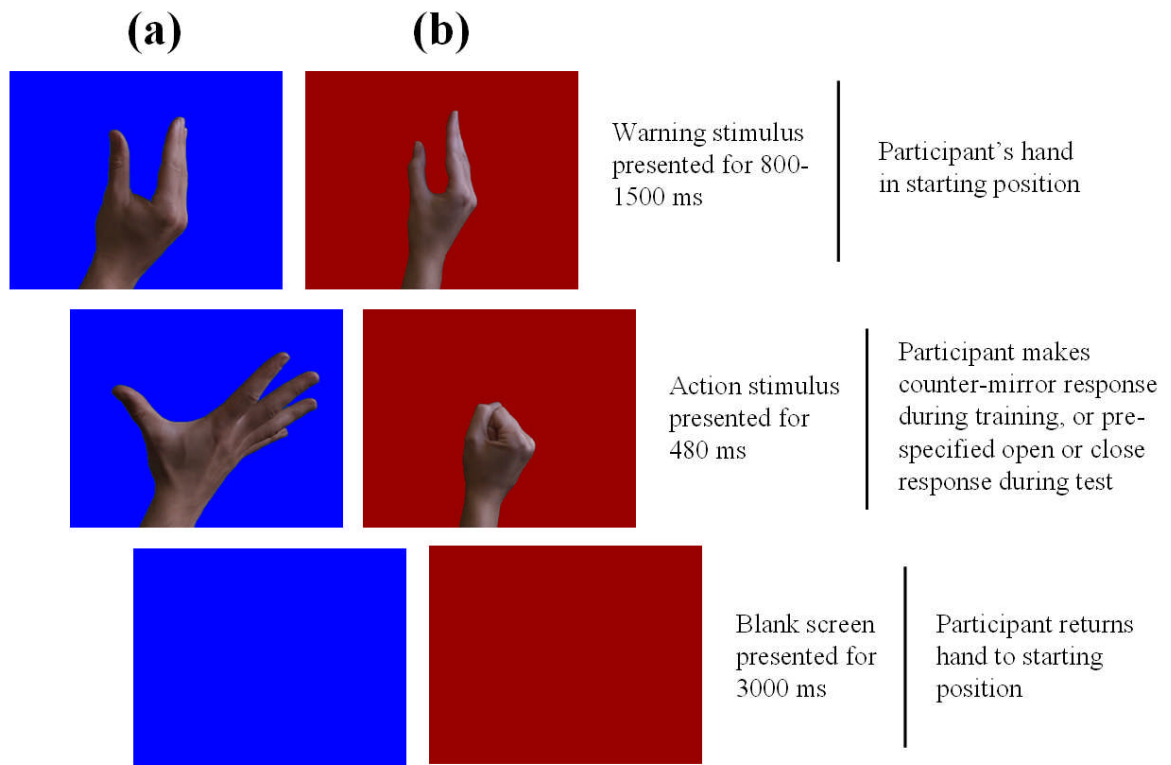 (a)
(b)
Warning stimulus
presented for 800-
1500 ms
Participant’s hand
in starting position
Action stimulus
presented for
480 ms
Participant makes
counter-mirror response
during training, or pre-
specified open or close
response during test
Blank screen
presented for
3000 ms
Participant returns
hand to starting
position